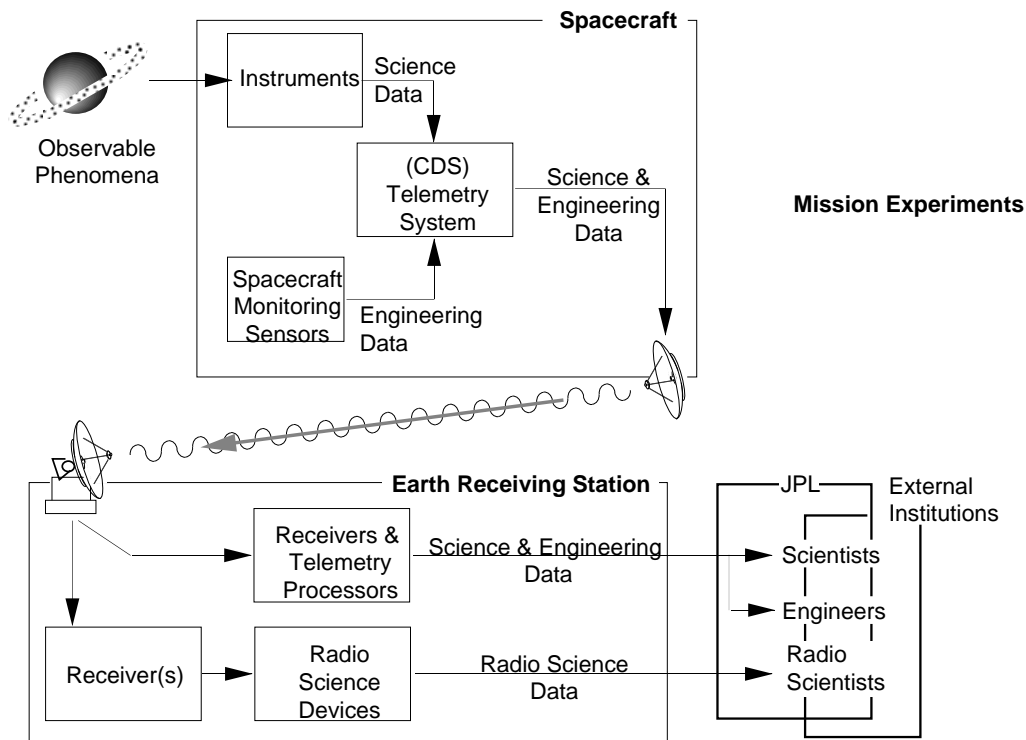 Spacecraft
Instruments
Science
Data
Observable
Phenomena
(CDS)
Telemetry
System
Science &
Engineering
Data
Mission Experiments
Spacecraft
Monitoring
Sensors
Engineering
Data
Earth Receiving Station
JPL
External
Institutions
Receivers &
Telemetry
Processors
Science & Engineering
Data
Scientists
Engineers
Receiver(s)
Radio
Science
Devices
Radio Science
Data
Radio
Scientists